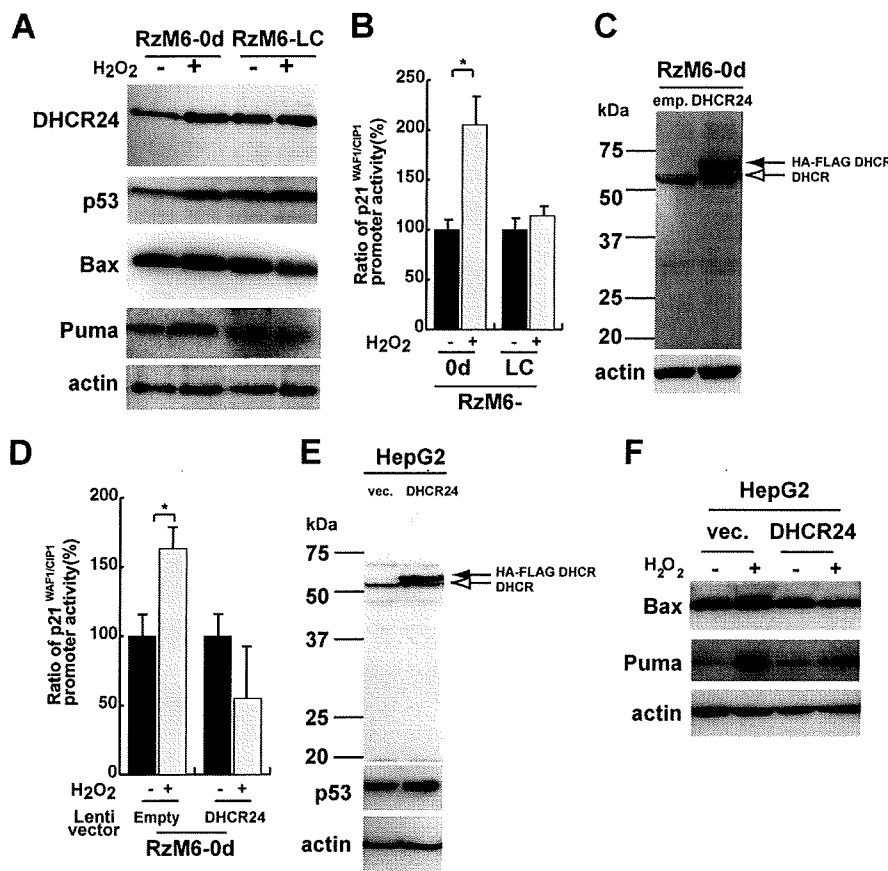 A
RzM6-0d RzM6-LC
H2O2 - + - +
DHCR24
p53
Bax
Puma
actin
B
Ratio of p21 WAF1/CIP1
promoter activity(%)
250
200
150
100
50
0
*
H2O2 - + - +
0d LC
RzM6-
C
RzM6-0d
emp. DHCR24
kDa
75
50
37
25
20
HA-FLAG DHCR
DHCR
actin
D
Ratio of p21 WAF1/CIP1
promoter activity(%)
200
150
100
50
0
*
H2O2 - + - +
Lenti
vector Empty DHCR24
RzM6-0d
E
HepG2
vec. DHCR24
kDa
75
50
37
25
20
HA-FLAG DHCR
DHCR
p53
actin
F
HepG2
vec. DHCR24
H2O2 - + - +
Bax
Puma
actin